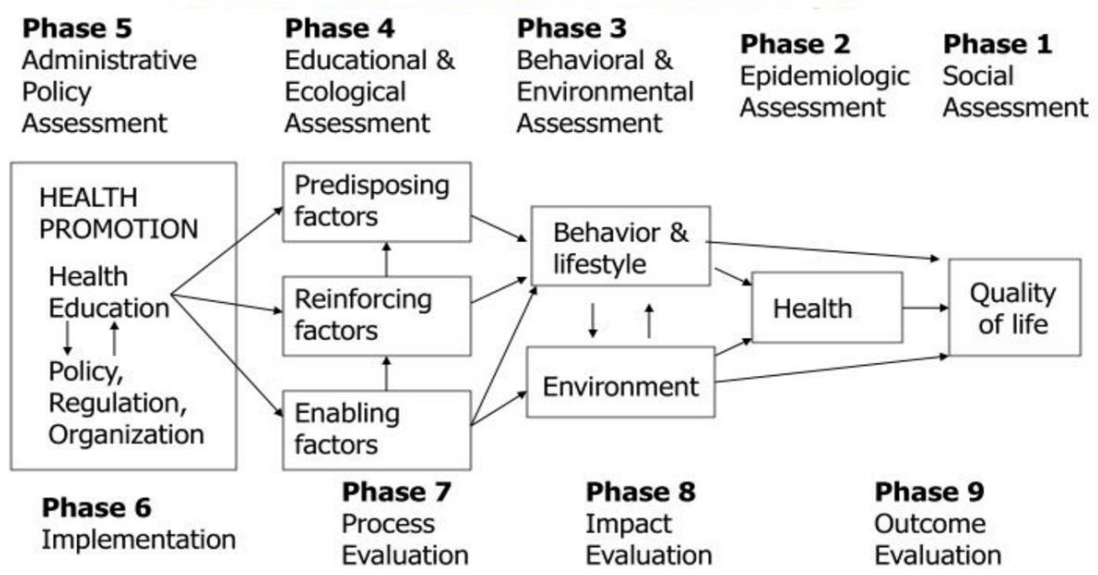 Phase 5
Administrative
Policy
Assessment
Phase 4
Educational &
Ecological
Assessment
Phase 3
Behavioral &
Environmental
Assessment
Phase 2
Epidemiologic
Assessment
Phase 1
Social
Assessment
HEALTH
PROMOTION
Health
Education
Policy,
Regulation,
Organization
Predisposing
factors
Reinforcing
factors
Enabling
factors
Behavior &
lifestyle
Environment
Health
Quality
of life
Phase 6
Implementation
Phase 7
Process
Evaluation
Phase 8
Impact
Evaluation
Phase 9
Outcome
Evaluation